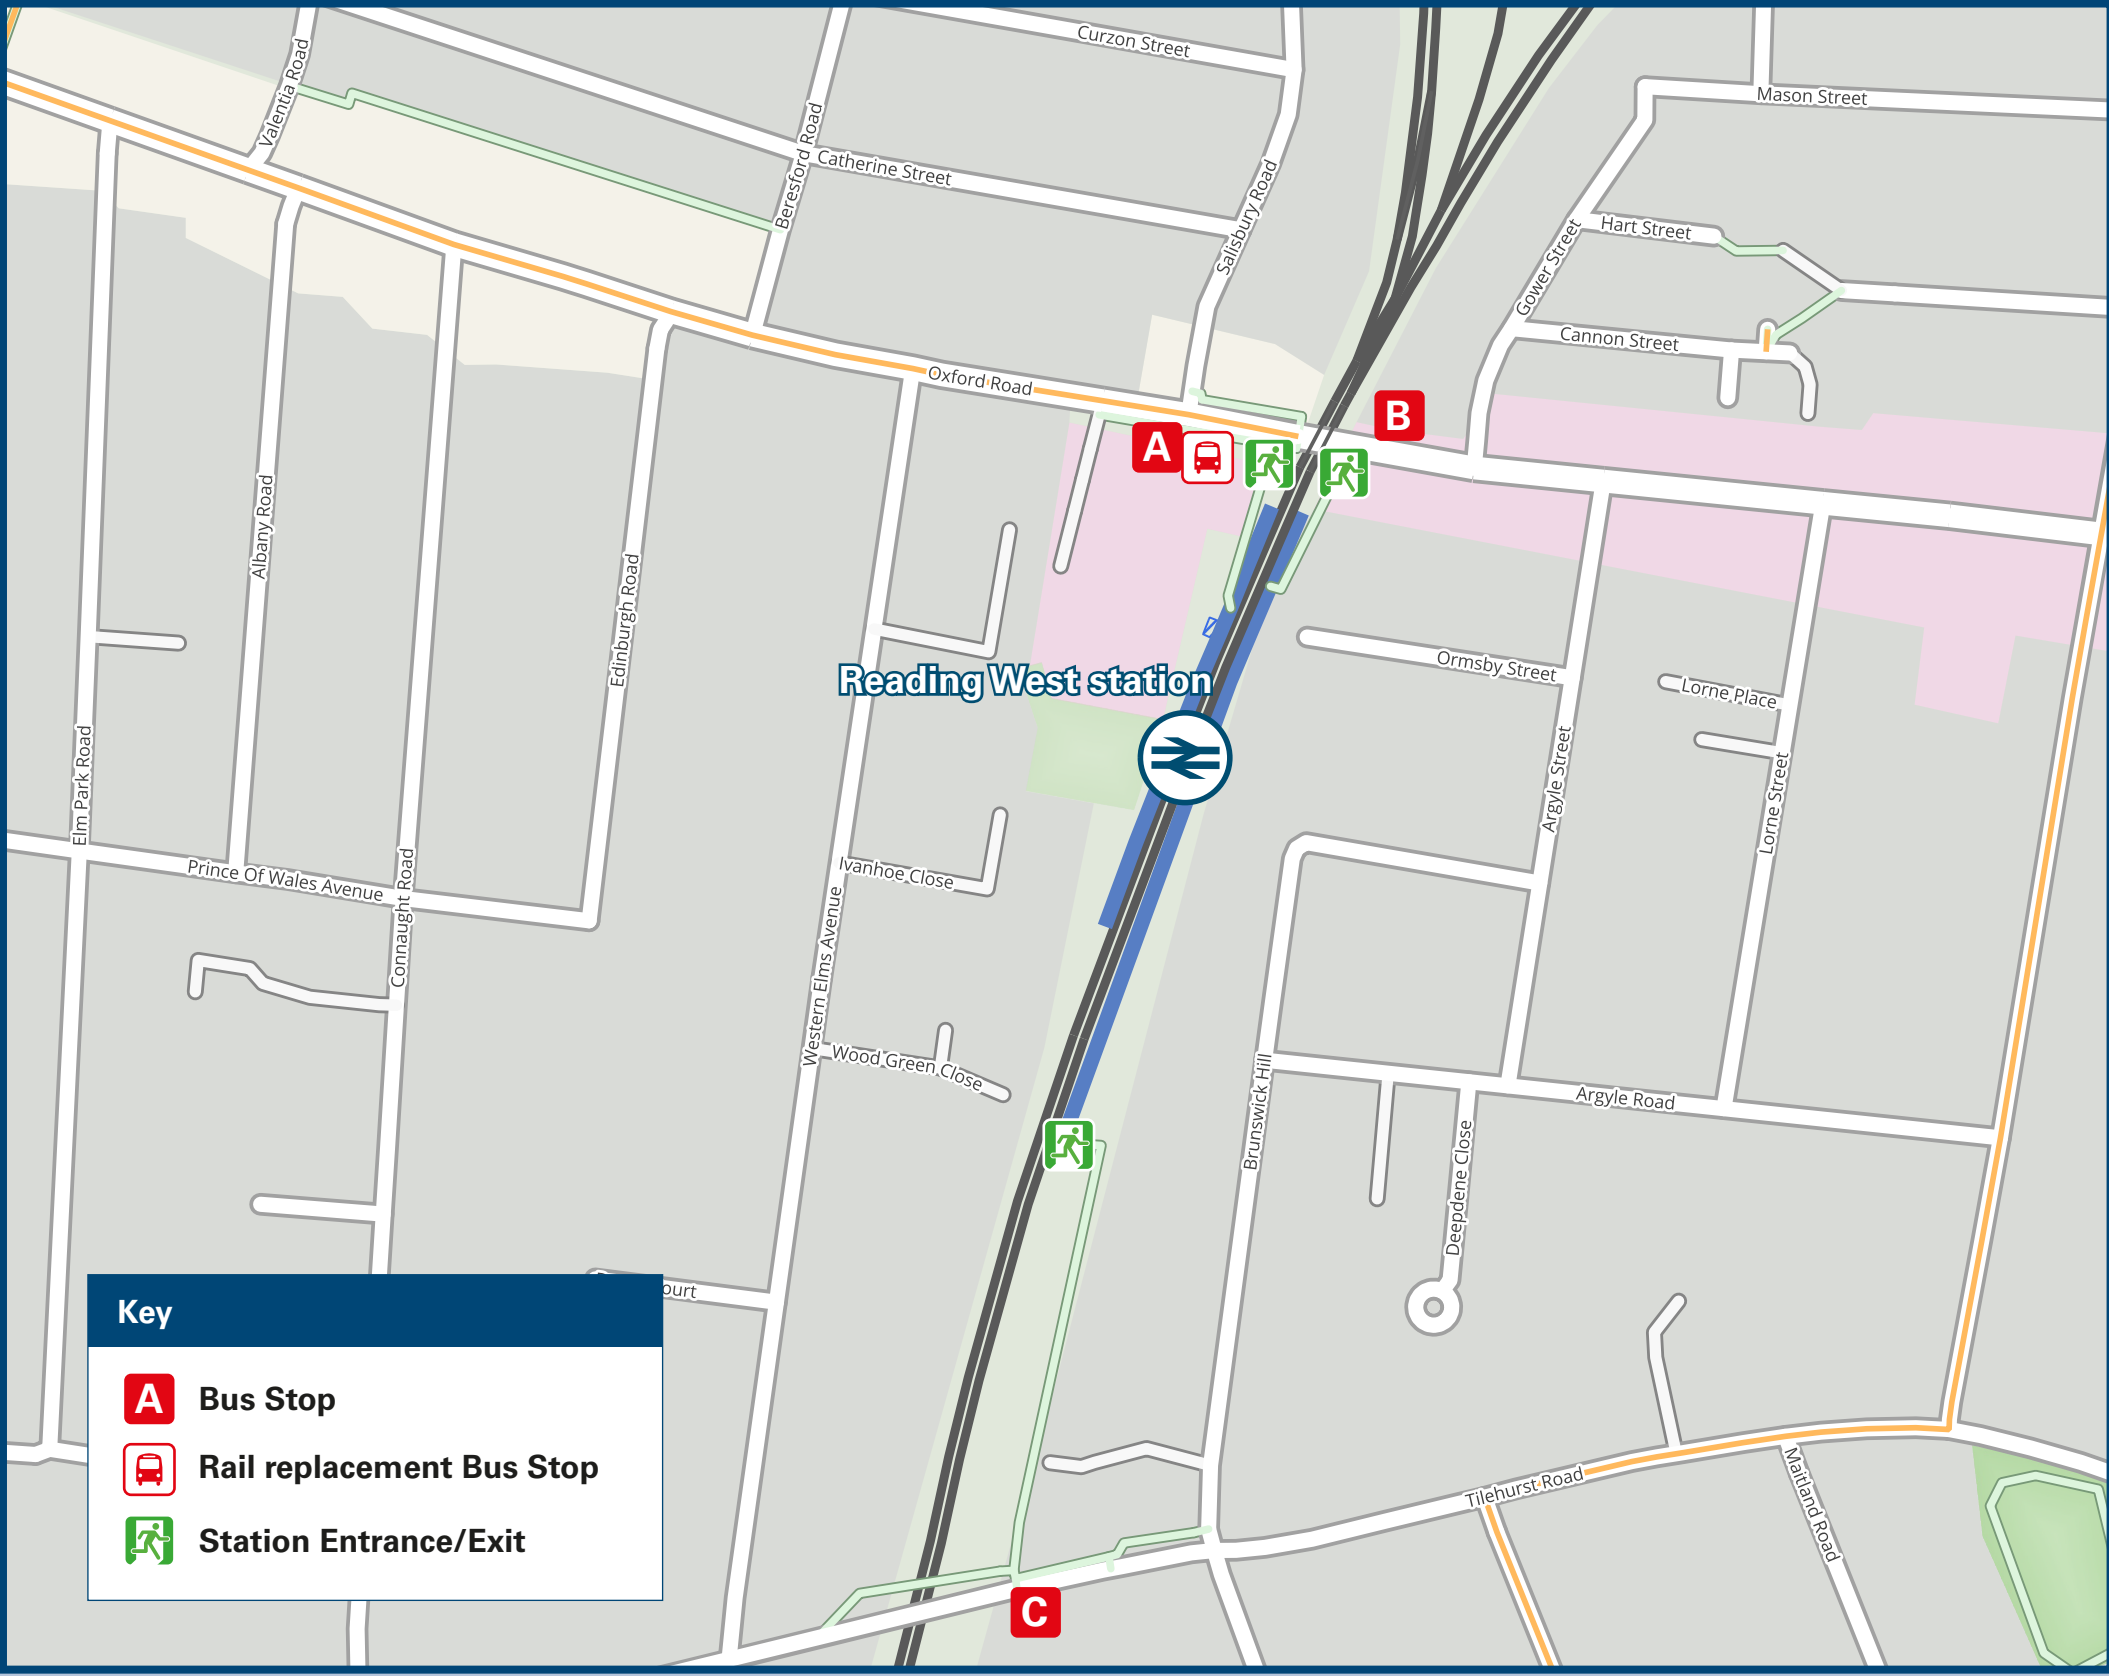 Curzon Street
Valentia Road
Mason Street
Beresford Road
Catherine Street
Salisbury Road
Hart Street
Gower Street
Cannon Street
Oxford Road
B
A
Albany Road
Edinburgh Road
Ormsby Street
Reading West station
Lorne Place
Elm Park Road
Argyle Street
Lorne Street
Prince Of Wales Avenue
Ivanhoe Close
Connaught Road
Western Elms Avenue
Wood Green Close
Brunswick Hill
Argyle Road
Deepdene Close
ourt
Key
A Bus Stop
Rail replacement Bus Stop
Station Entrance/Exit
Tilehurst Road
Maitland Road
C